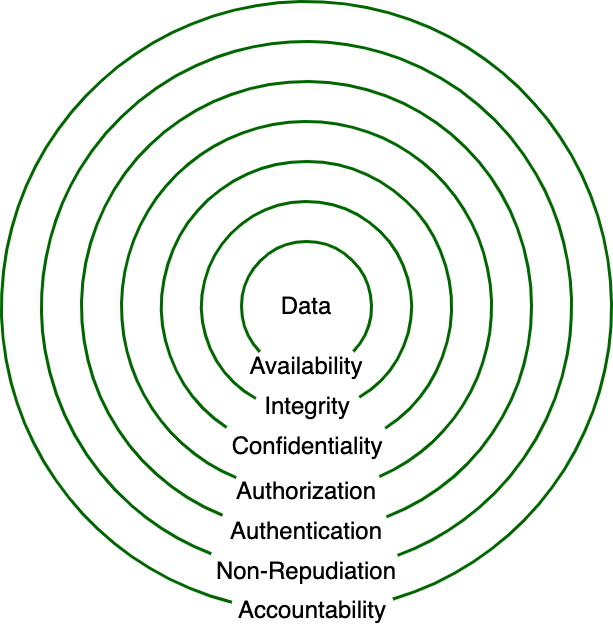 Data
Availability
Integrity
Confidentiality
Authorization
Authentication
Non-Repudiation
Accountability